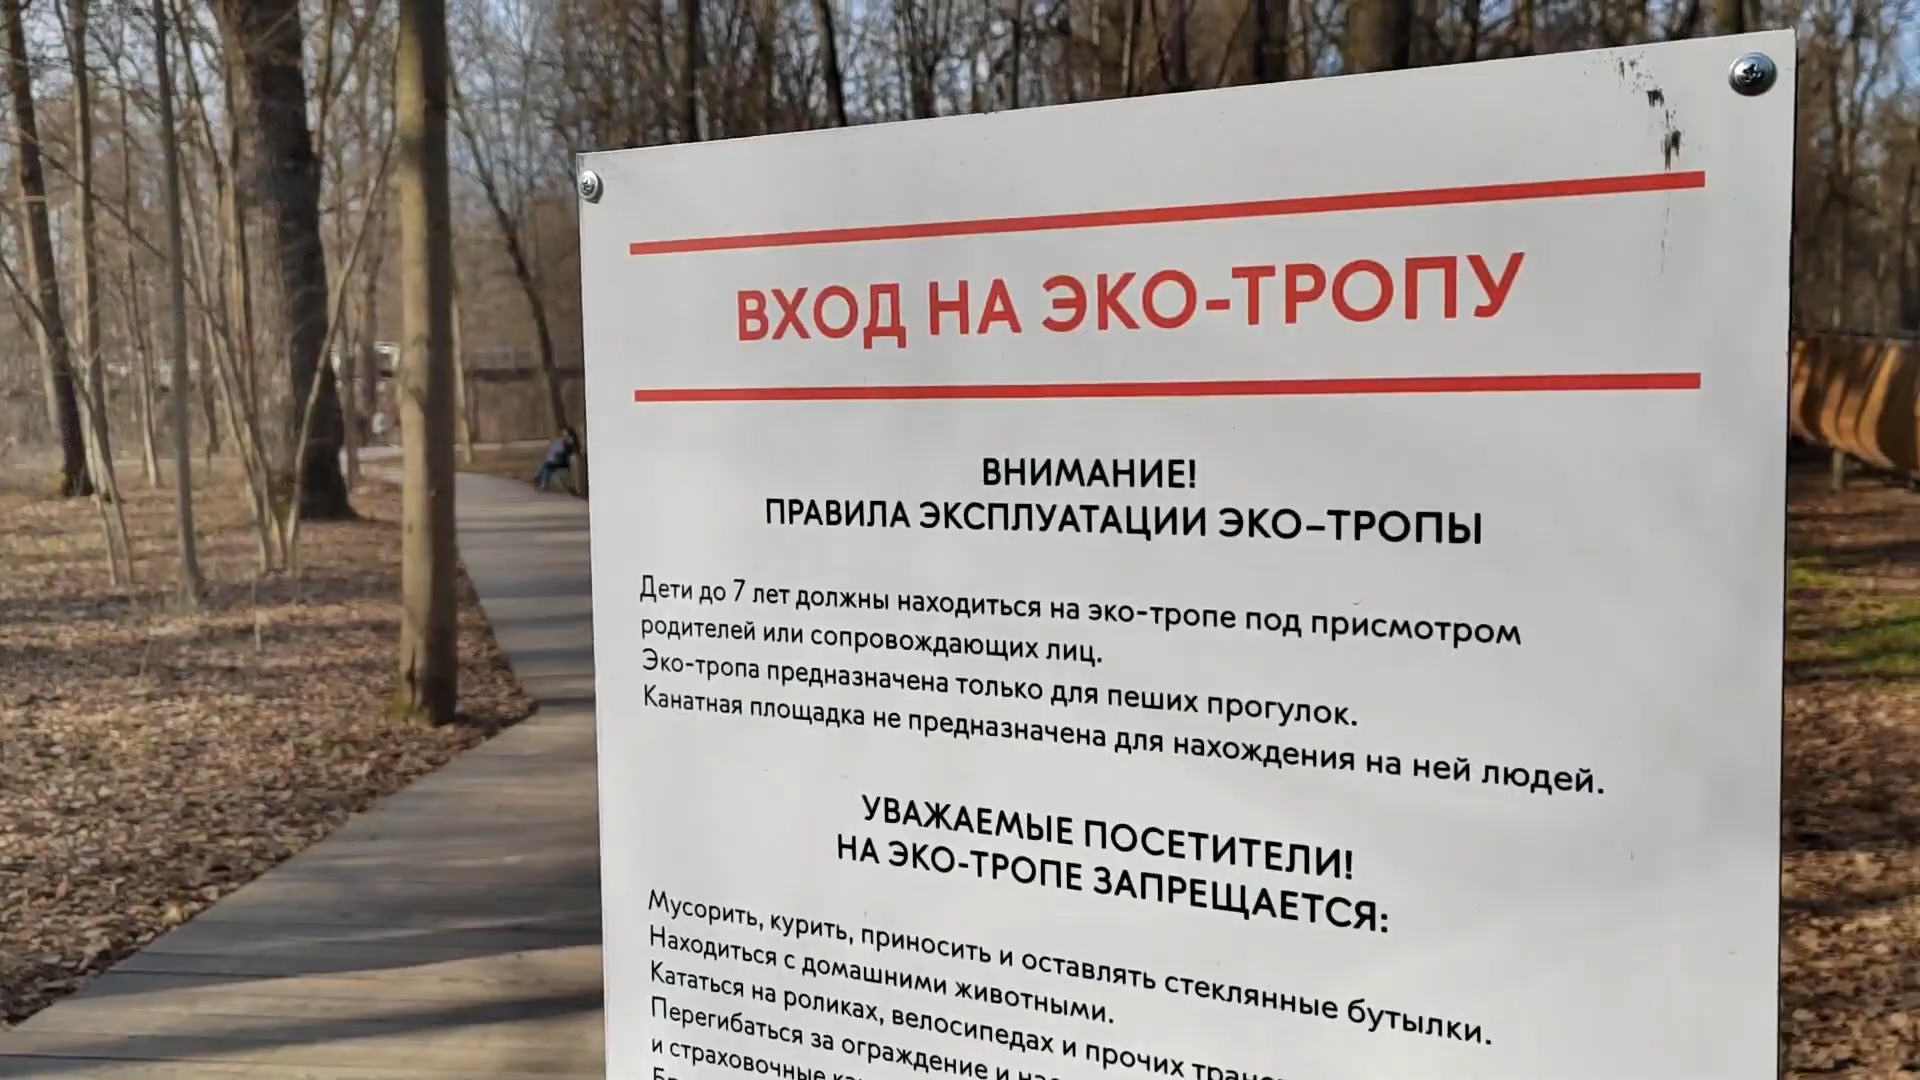 ВХОД НА ЭКО-ТРОПУ
ВНИМАНИЕ!
ПРАВИЛА ЭКСПЛУАТАЦИИ ЭКО-ТРОПЫ
Дети до 7 лет должны находиться на эко-тропе под присмотром
родителей или сопровождающих лиц.
Эко-тропа предназначена только для пеших прогулок.
Канатная площадка не предназначена для нахождения на ней людей.
УВАЖАЕМЫЕ ПОСЕТИТЕЛИ!
НА ЭКО-ТРОПЕ ЗАПРЕЩАЕТСЯ:
Мусорить, курить, приносить и оставлять стеклянные бутылки.
Находиться с домашними животными.
Кататься на роликах, велосипедах и прочих
Перегибаться за ограждение и
и страховочные